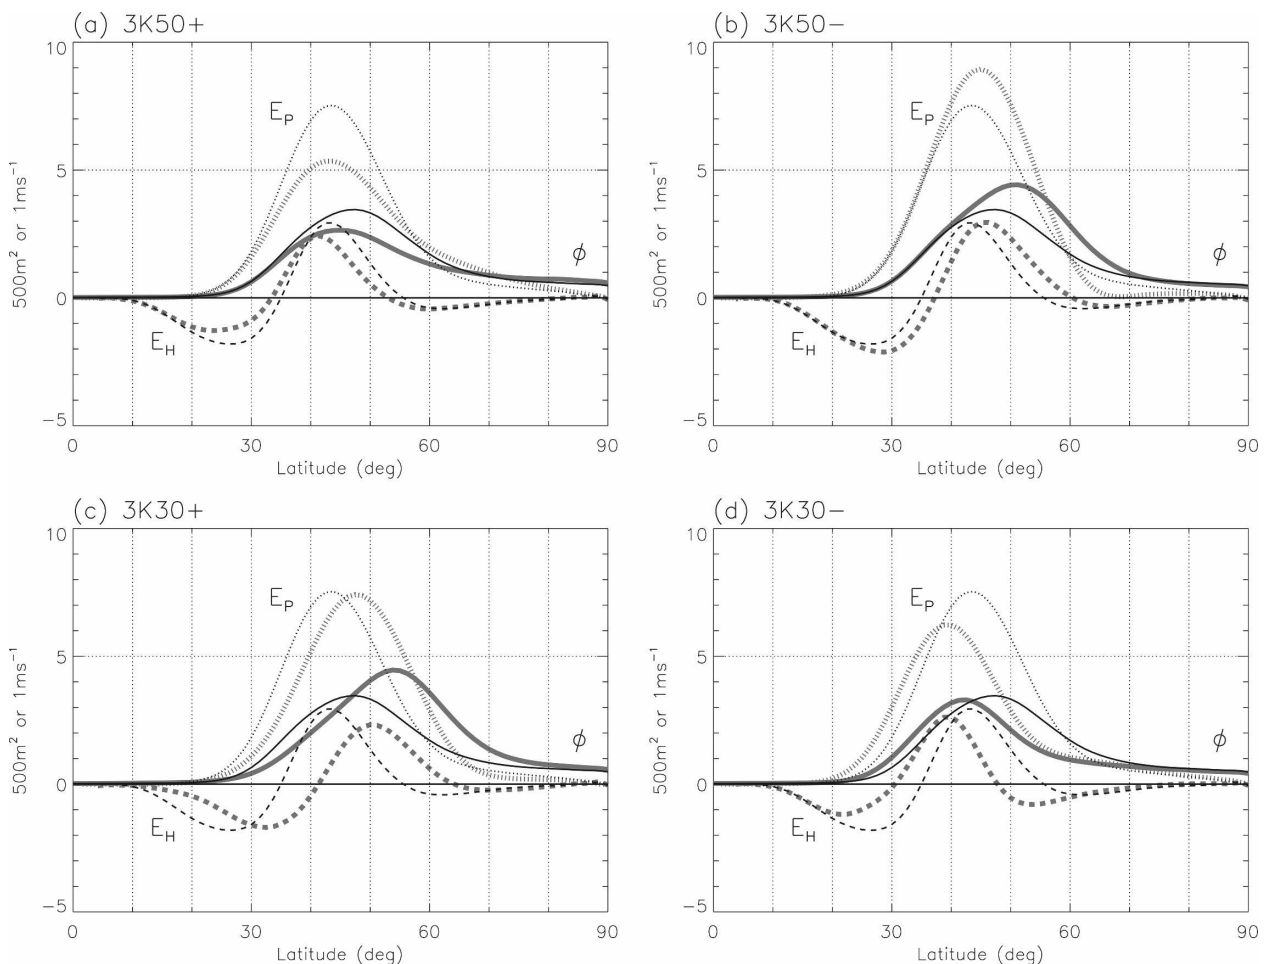 (a) 3K50+
(b) 3K50−
10
5
0
−5
500m² or 1ms⁻¹
E_P
ϕ
E_H
0
30
60
90
Latitude (deg)
10
5
0
−5
500m² or 1ms⁻¹
E_P
ϕ
E_H
0
30
60
90
Latitude (deg)
(c) 3K30+
(d) 3K30−
10
5
0
−5
500m² or 1ms⁻¹
E_P
ϕ
E_H
0
30
60
90
Latitude (deg)
10
5
0
−5
500m² or 1ms⁻¹
E_P
ϕ
E_H
0
30
60
90
Latitude (deg)